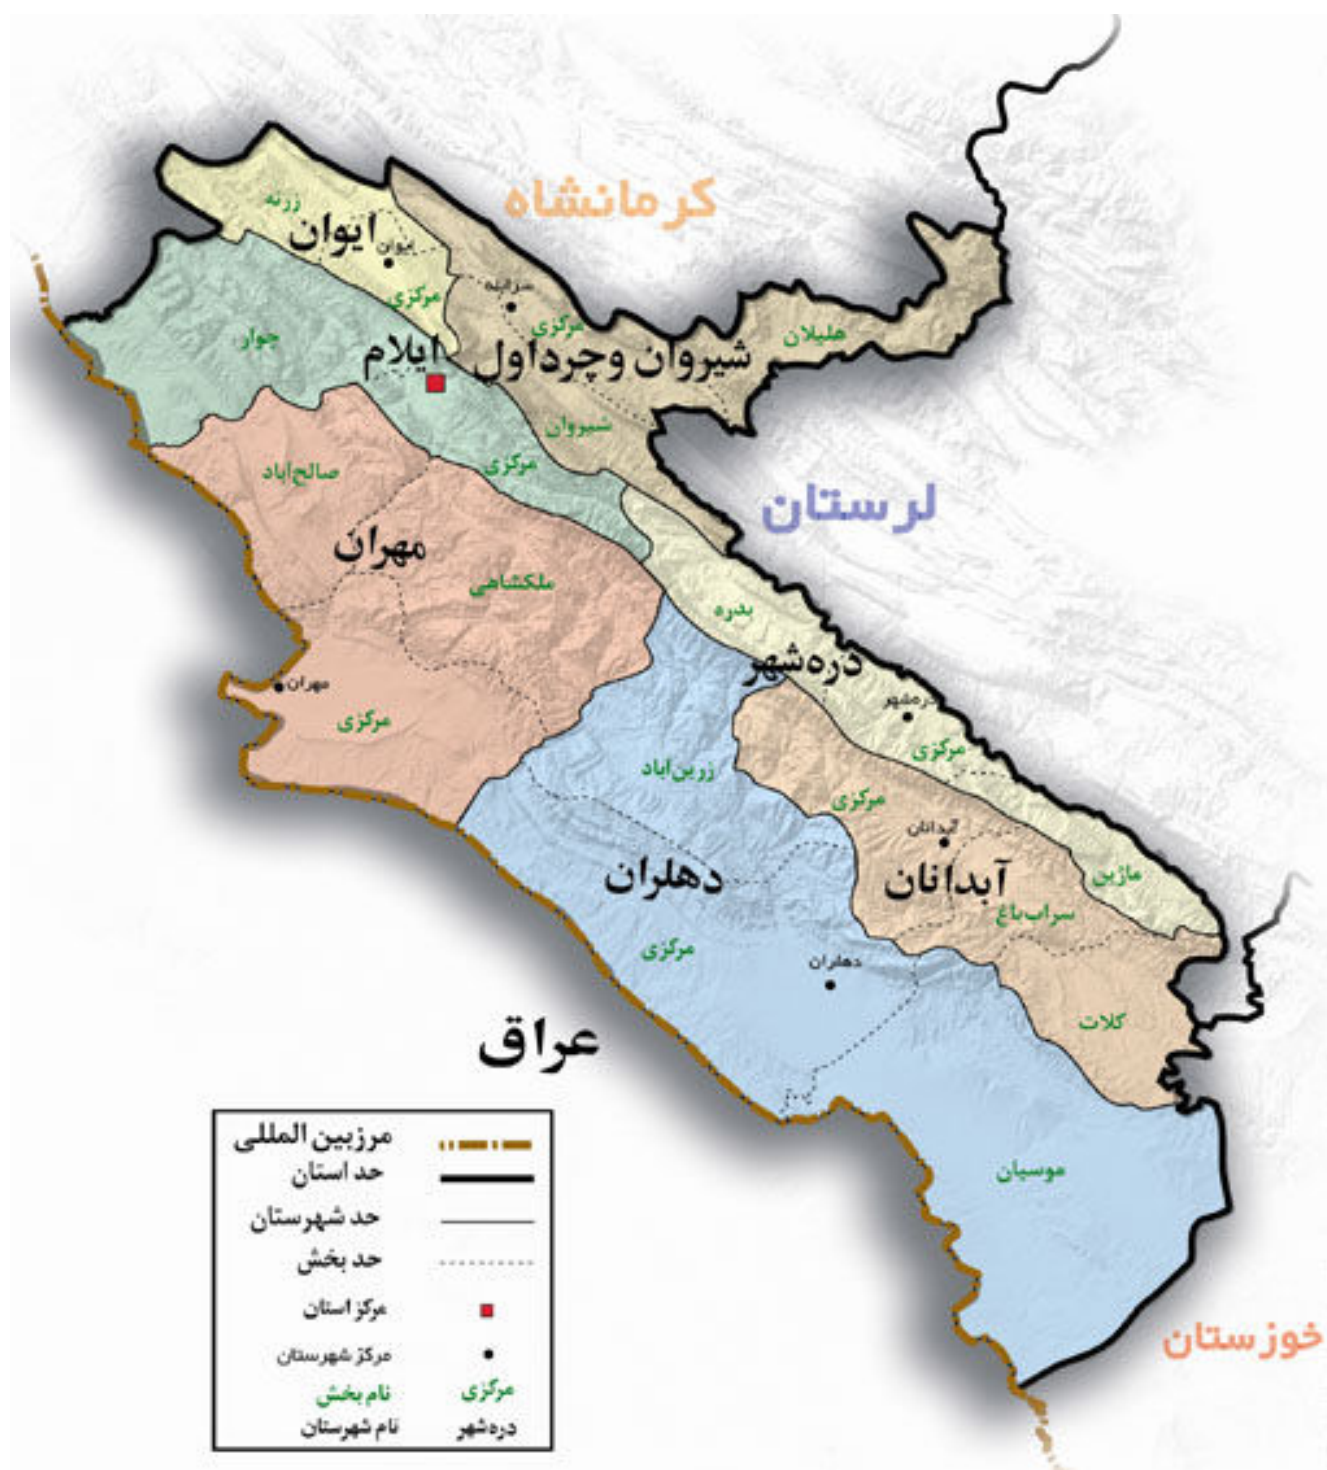 کرمانشاه
زرنه
ایوان
ایوان
مرکزی
سرابله
مرکزی
هلیلان
چوار
ایلام
شیروان وچرداول
شیروان
مرکزی
صالح‌آباد
لرستان
مهران
ملکشاهی
بدره
دره‌شهر
مهران
دره‌شهر
مرکزی
مرکزی
زرین‌آباد
مرکزی
آبدانان
دهلران
آبدانان
ماژین
سراب‌باغ
مرکزی
دهلران
کلات
عراق
موسیان
خوزستان
مرزبین المللی
حد استان
حد شهرستان
حد بخش
مرکز استان
مرکز شهرستان
مرکزی نام بخش
دره‌شهر نام شهرستان